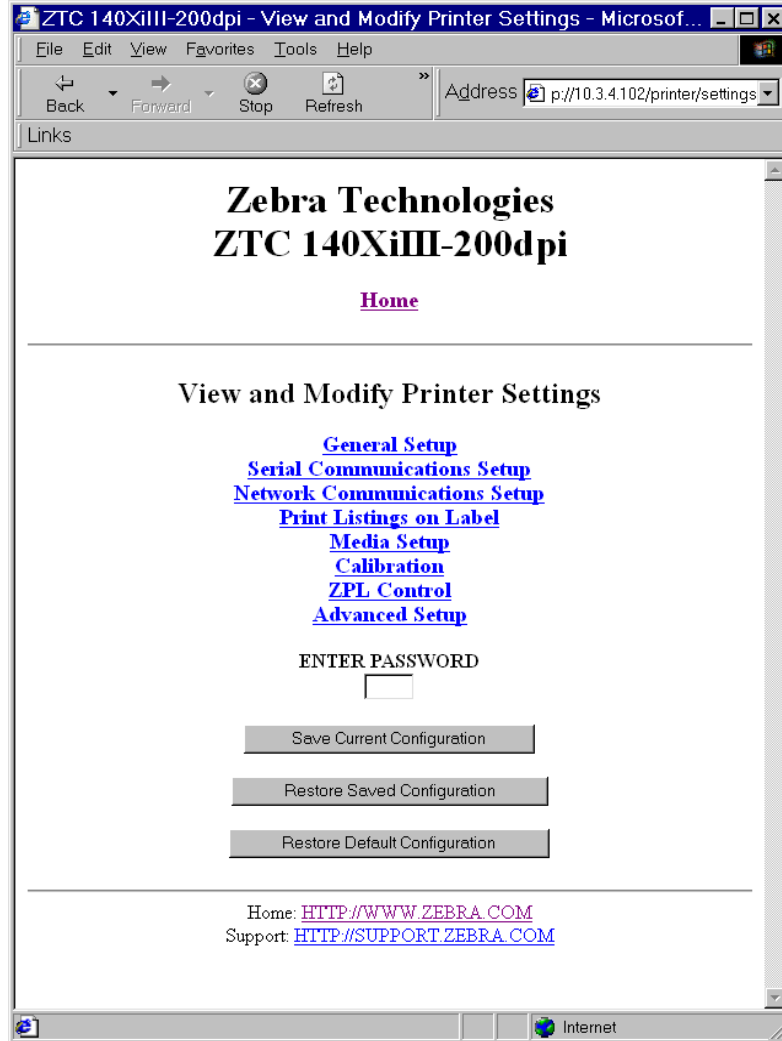 ZTC 140XiIII-200dpi - View and Modify Printer Settings - Microsof...
File Edit View Favorites Tools Help
Back Forward Stop Refresh » Address p://10.3.4.102/printer/settings
Links
Zebra Technologies
ZTC 140XiIII-200dpi
Home
View and Modify Printer Settings
General Setup
Serial Communications Setup
Network Communications Setup
Print Listings on Label
Media Setup
Calibration
ZPL Control
Advanced Setup
ENTER PASSWORD
Save Current Configuration
Restore Saved Configuration
Restore Default Configuration
Home: HTTP://WWW.ZEBRA.COM
Support: HTTP://SUPPORT.ZEBRA.COM
Internet